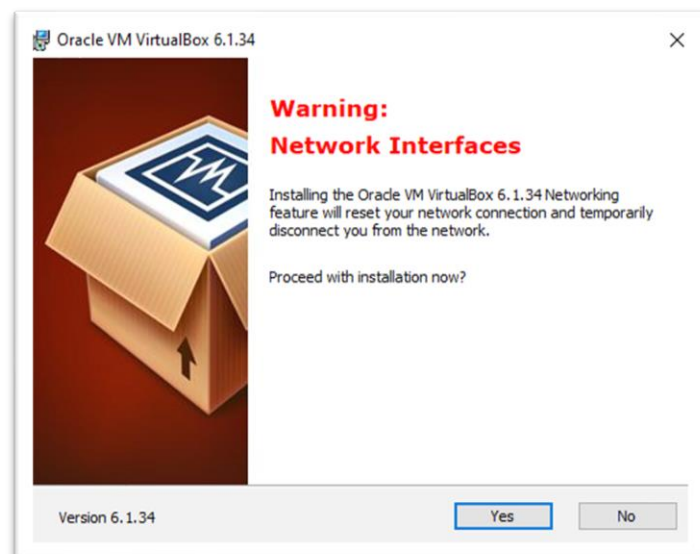 Oracle VM VirtualBox 6.1.34
Warning:
Network Interfaces
Installing the Oracle VM VirtualBox 6.1.34 Networking
feature will reset your network connection and temporarily
disconnect you from the network.
Proceed with installation now?
Version 6.1.34
Yes
No